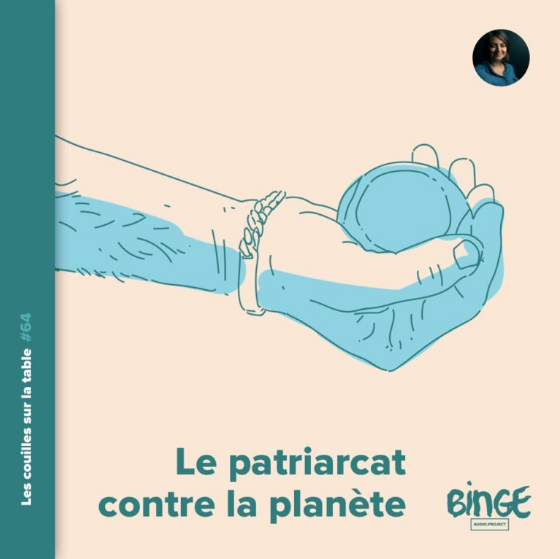 Les couilles sur la table #64
Le patriarcat
contre la planète
BINGE
AUDIO PROJECT